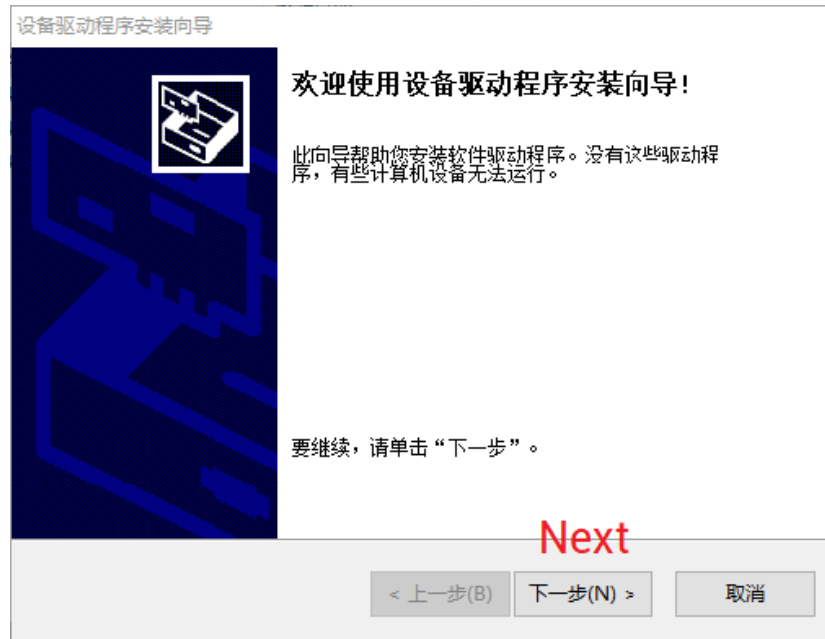 设备驱动程序安装向导
欢迎使用设备驱动程序安装向导!
此向导帮助您安装软件驱动程序。没有这些驱动程
序，有些计算机设备无法运行。
要继续，请单击“下一步”。
Next
< 上一步(B) 下一步(N) > 取消